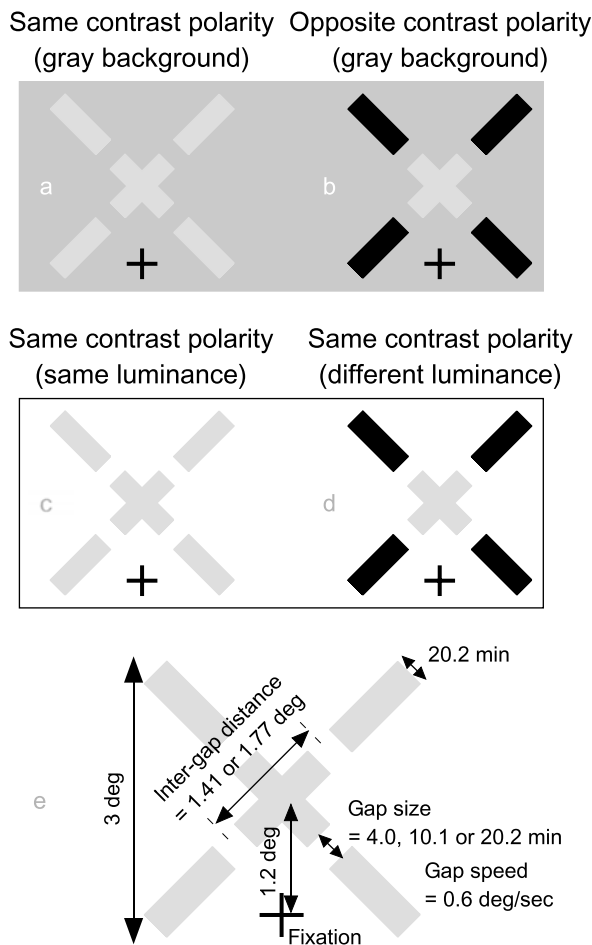 Same contrast polarity
(gray background)
Opposite contrast polarity
(gray background)
a
b
Same contrast polarity
(same luminance)
Same contrast polarity
(different luminance)
c
d
20.2 min
Inter-gap distance
= 1.41 or 1.77 deg
3 deg
e
Gap size
= 4.0, 10.1 or 20.2 min
1.2 deg
Gap speed
= 0.6 deg/sec
Fixation